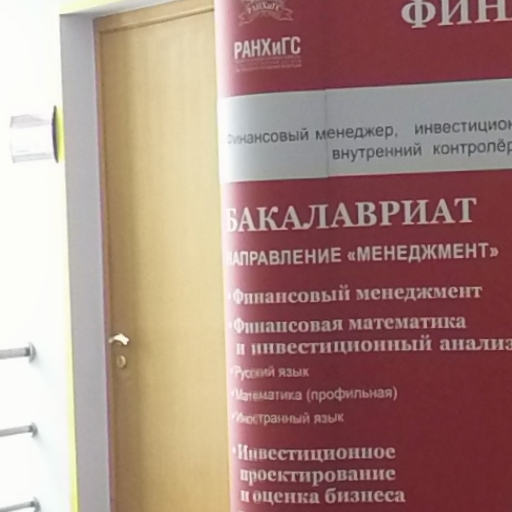 РАНХиГС
РАНХиГС
ФИН
Финансовый менеджер, инвестицион
внутренний контролёр
БАКАЛАВРИАТ
НАПРАВЛЕНИЕ «МЕНЕДЖМЕНТ»
•Финансовый менеджмент
•Финансовая математика
и инвестиционный анализ
•Русский язык
•Математика (профильная)
•Иностранный язык
•Инвестиционное
проектирование
и оценка бизнеса